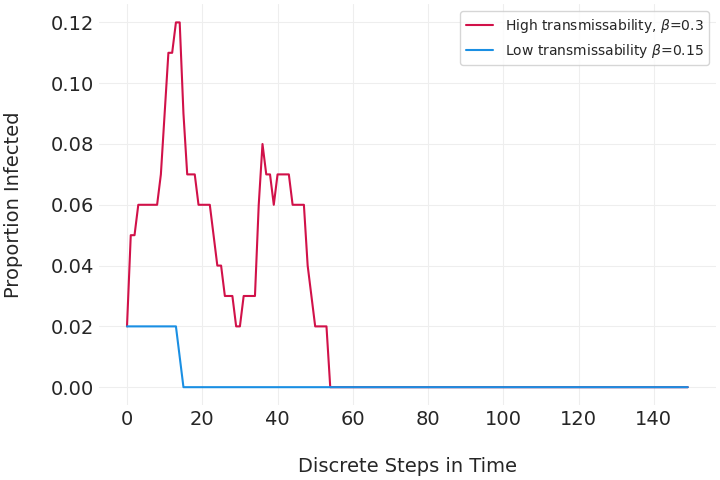 High transmissability, β=0.3
Low transmissability β=0.15
0.12
0.10
0.08
0.06
0.04
0.02
0.00
Proportion Infected
0 20 40 60 80 100 120 140
Discrete Steps in Time